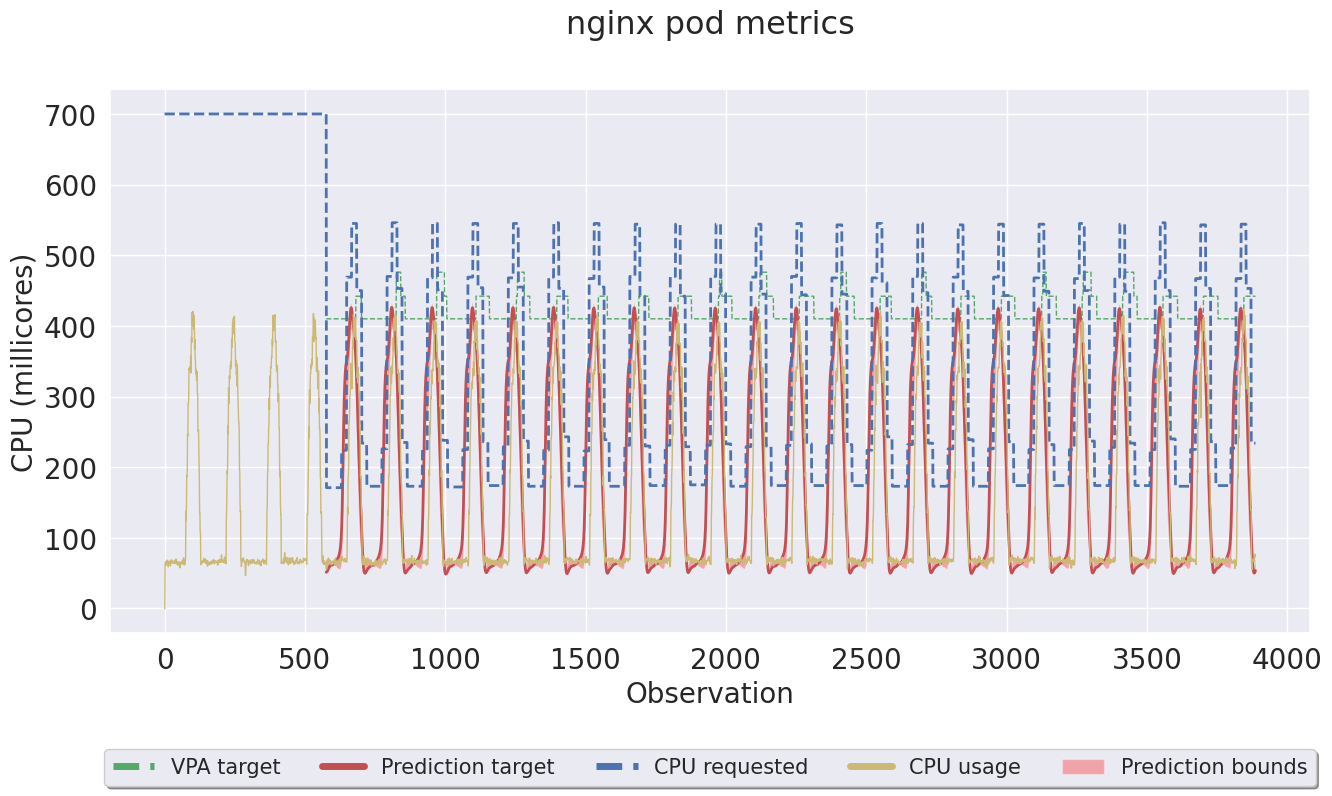 nginx pod metrics
CPU (millicores)
700
600
500
400
300
200
100
0
0 500 1000 1500 2000 2500 3000 3500 4000
Observation
VPA target Prediction target CPU requested CPU usage Prediction bounds